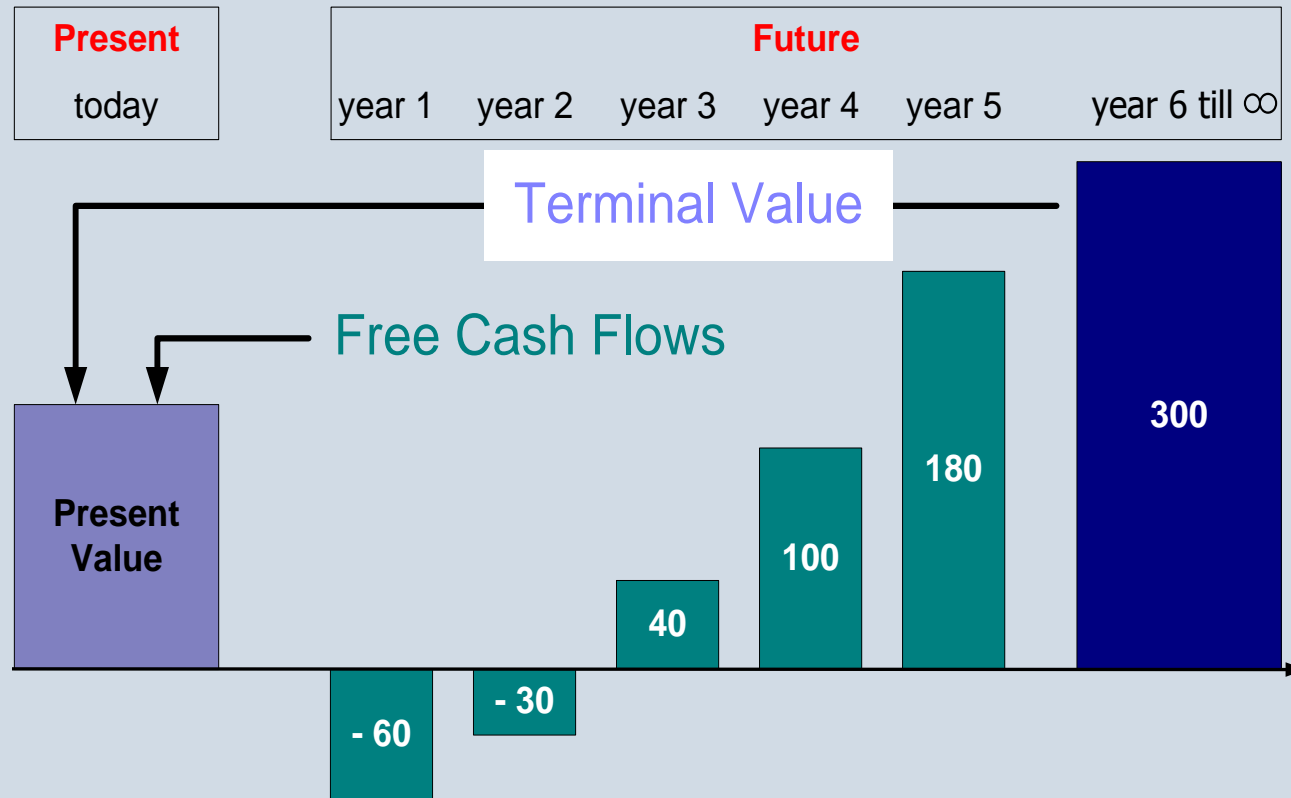 Present
Future
today
year 1
year 2
year 3
year 4
year 5
year 6 till ∞
Terminal Value
Free Cash Flows
300
180
Present
Value
100
40
- 30
- 60